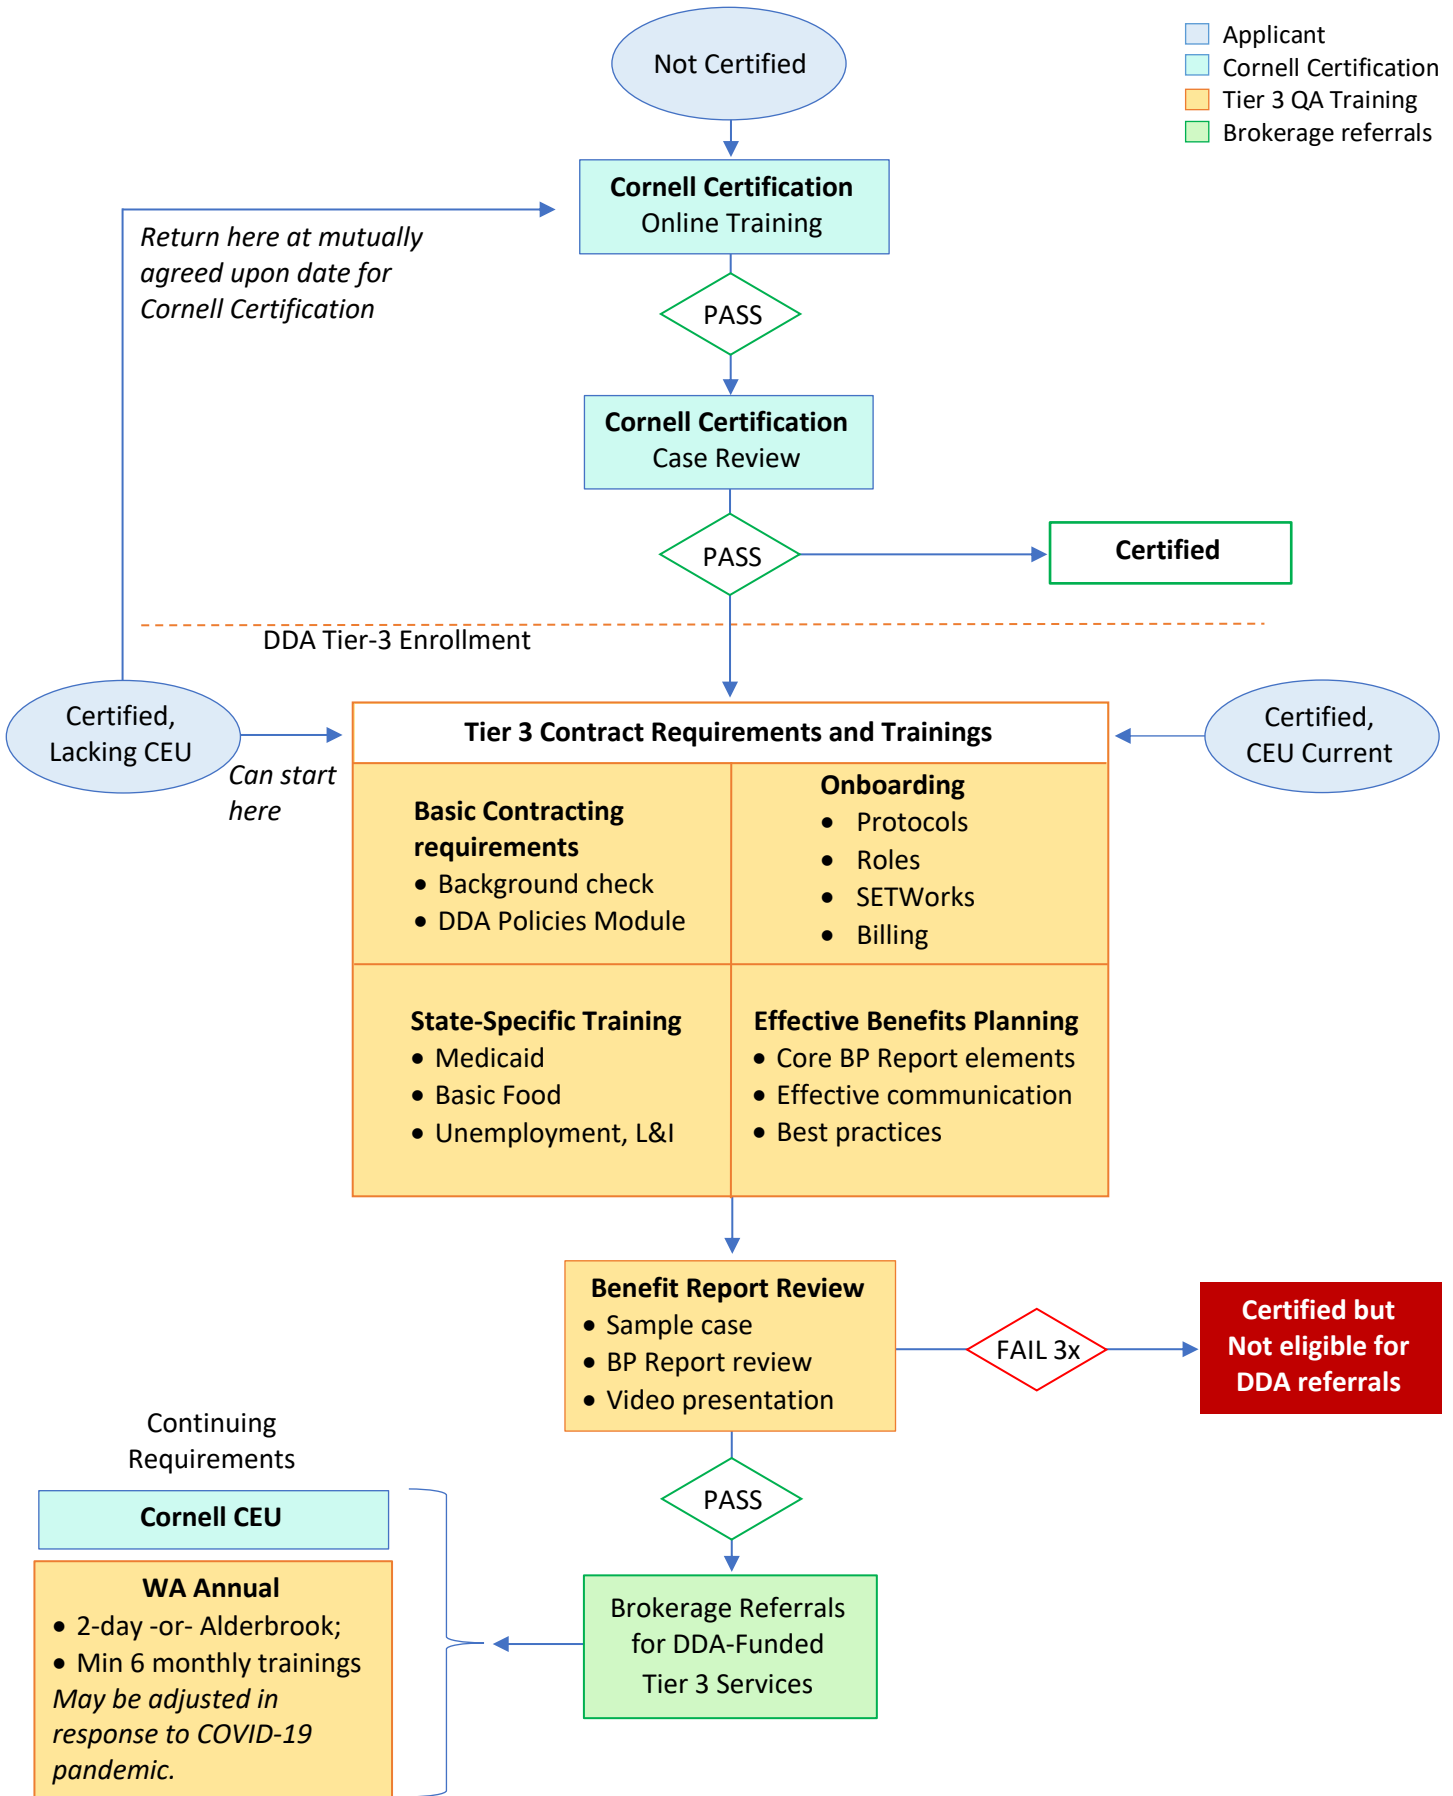 Not Certified
Applicant
Cornell Certification
Tier 3 QA Training
Brokerage referrals
Cornell Certification
Online Training
Return here at mutually
agreed upon date for
Cornell Certification
PASS
Cornell Certification
Case Review
PASS
Certified
DDA Tier-3 Enrollment
Certified,
Lacking CEU
Can start
here
Tier 3 Contract Requirements and Trainings
Certified,
CEU Current
Basic Contracting
requirements
• Background check
• DDA Policies Module
Onboarding
• Protocols
• Roles
• SETWorks
• Billing
State-Specific Training
• Medicaid
• Basic Food
• Unemployment, L&I
Effective Benefits Planning
• Core BP Report elements
• Effective communication
• Best practices
Benefit Report Review
• Sample case
• BP Report review
• Video presentation
FAIL 3x
Certified but
Not eligible for
DDA referrals
PASS
Brokerage Referrals
for DDA-Funded
Tier 3 Services
Continuing
Requirements
Cornell CEU
WA Annual
• 2-day -or- Alderbrook;
• Min 6 monthly trainings
May be adjusted in
response to COVID-19
pandemic.